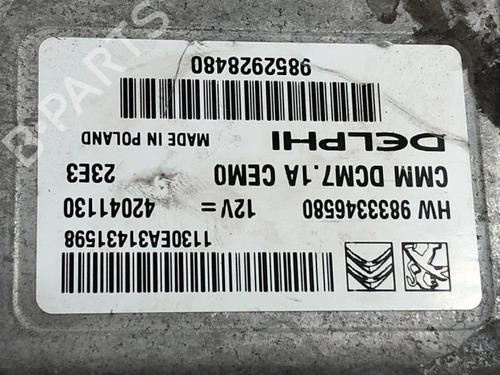 1130EA31431598
HW 9833346580 12V = 42041130
CMM DCM7.1A CEM0 23E3
DELPHI MADE IN POLAND
9852928480
B-PARTS